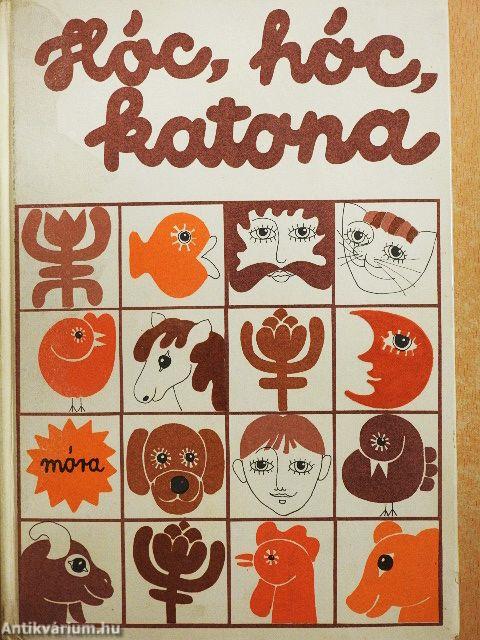 Hóc, hóc,
katona
móra
Antikvárium.hu